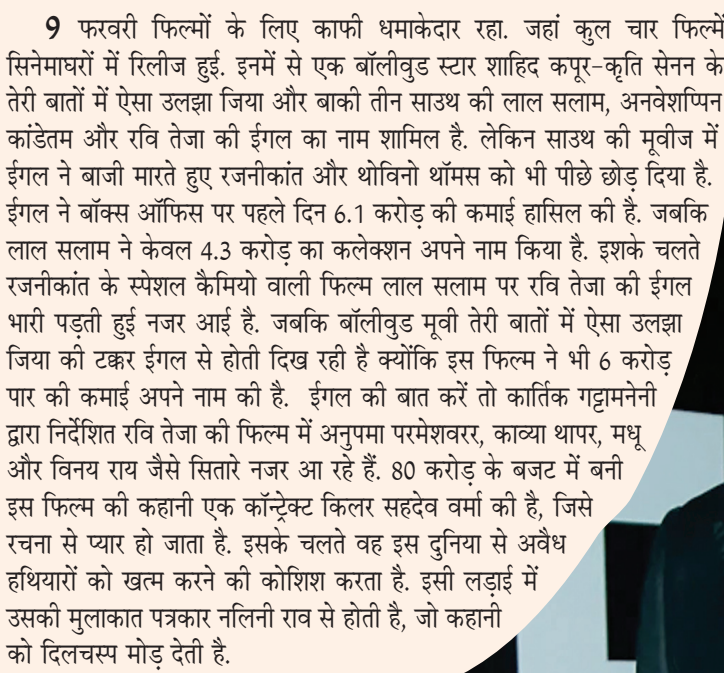 9 फरवरी फिल्मों के लिए काफी धमाकेदार रहा. जहां कुल चार फिल्में
सिनेमाघरों में रिलीज हुई. इनमें से एक बॉलीवुड स्टार शाहिद कपूर-कृति सेनन के
तेरी बातों में ऐसा उलझा जिया और बाकी तीन साउथ की लाल सलाम, अनवेशप्पिन
कांडेतम और रवि तेजा की ईगल का नाम शामिल है. लेकिन साउथ की मूवीज में
ईगल ने बाजी मारते हुए रजनीकांत और थोविनो थॉमस को भी पीछे छोड़ दिया है.
ईगल ने बॉक्स ऑफिस पर पहले दिन 6.1 करोड़ की कमाई हासिल की है. जबकि
लाल सलाम ने केवल 4.3 करोड़ का कलेक्शन अपने नाम किया है. इशके चलते
रजनीकांत के स्पेशल कैमियो वाली फिल्म लाल सलाम पर रवि तेजा की ईगल
भारी पड़ती हुई नजर आई है. जबकि बॉलीवुड मूवी तेरी बातों में ऐसा उलझा
जिया की टक्कर ईगल से होती दिख रही है क्योंकि इस फिल्म ने भी 6 करोड़
पार की कमाई अपने नाम की है. ईगल की बात करें तो कार्तिक गट्टामनेनी
द्वारा निर्देशित रवि तेजा की फिल्म में अनुपमा परमेशवरर, काव्या थापर, मधू
और विनय राय जैसे सितारे नजर आ रहे हैं. 80 करोड़ के बजट में बनी
इस फिल्म की कहानी एक कॉन्ट्रेक्ट किलर सहदेव वर्मा की है, जिसे
रचना से प्यार हो जाता है. इसके चलते वह इस दुनिया से अवैध
हथियारों को खत्म करने की कोशिश करता है. इसी लड़ाई में
उसकी मुलाकात पत्रकार नलिनी राव से होती है, जो कहानी
को दिलचस्प मोड़ देती है.